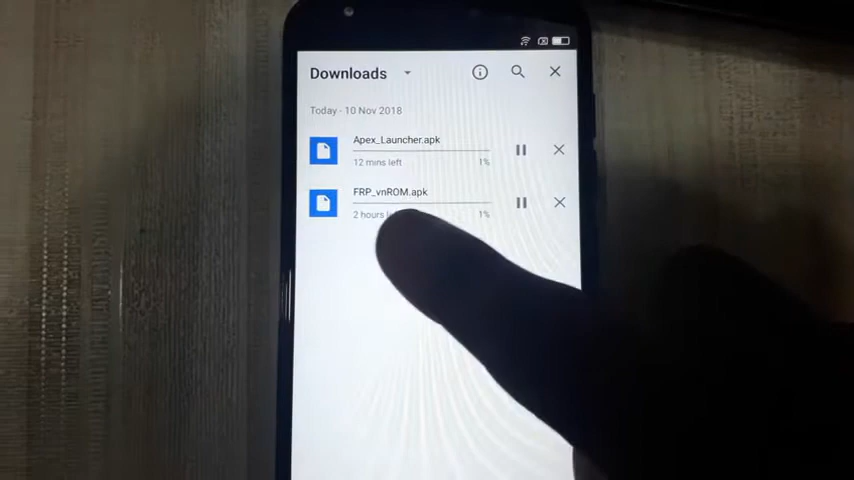 Downloads
Today - 10 Nov 2018
Apex_Launcher.apk
12 mins left
1%
FRP_vnROM.apk
2 hours
1%